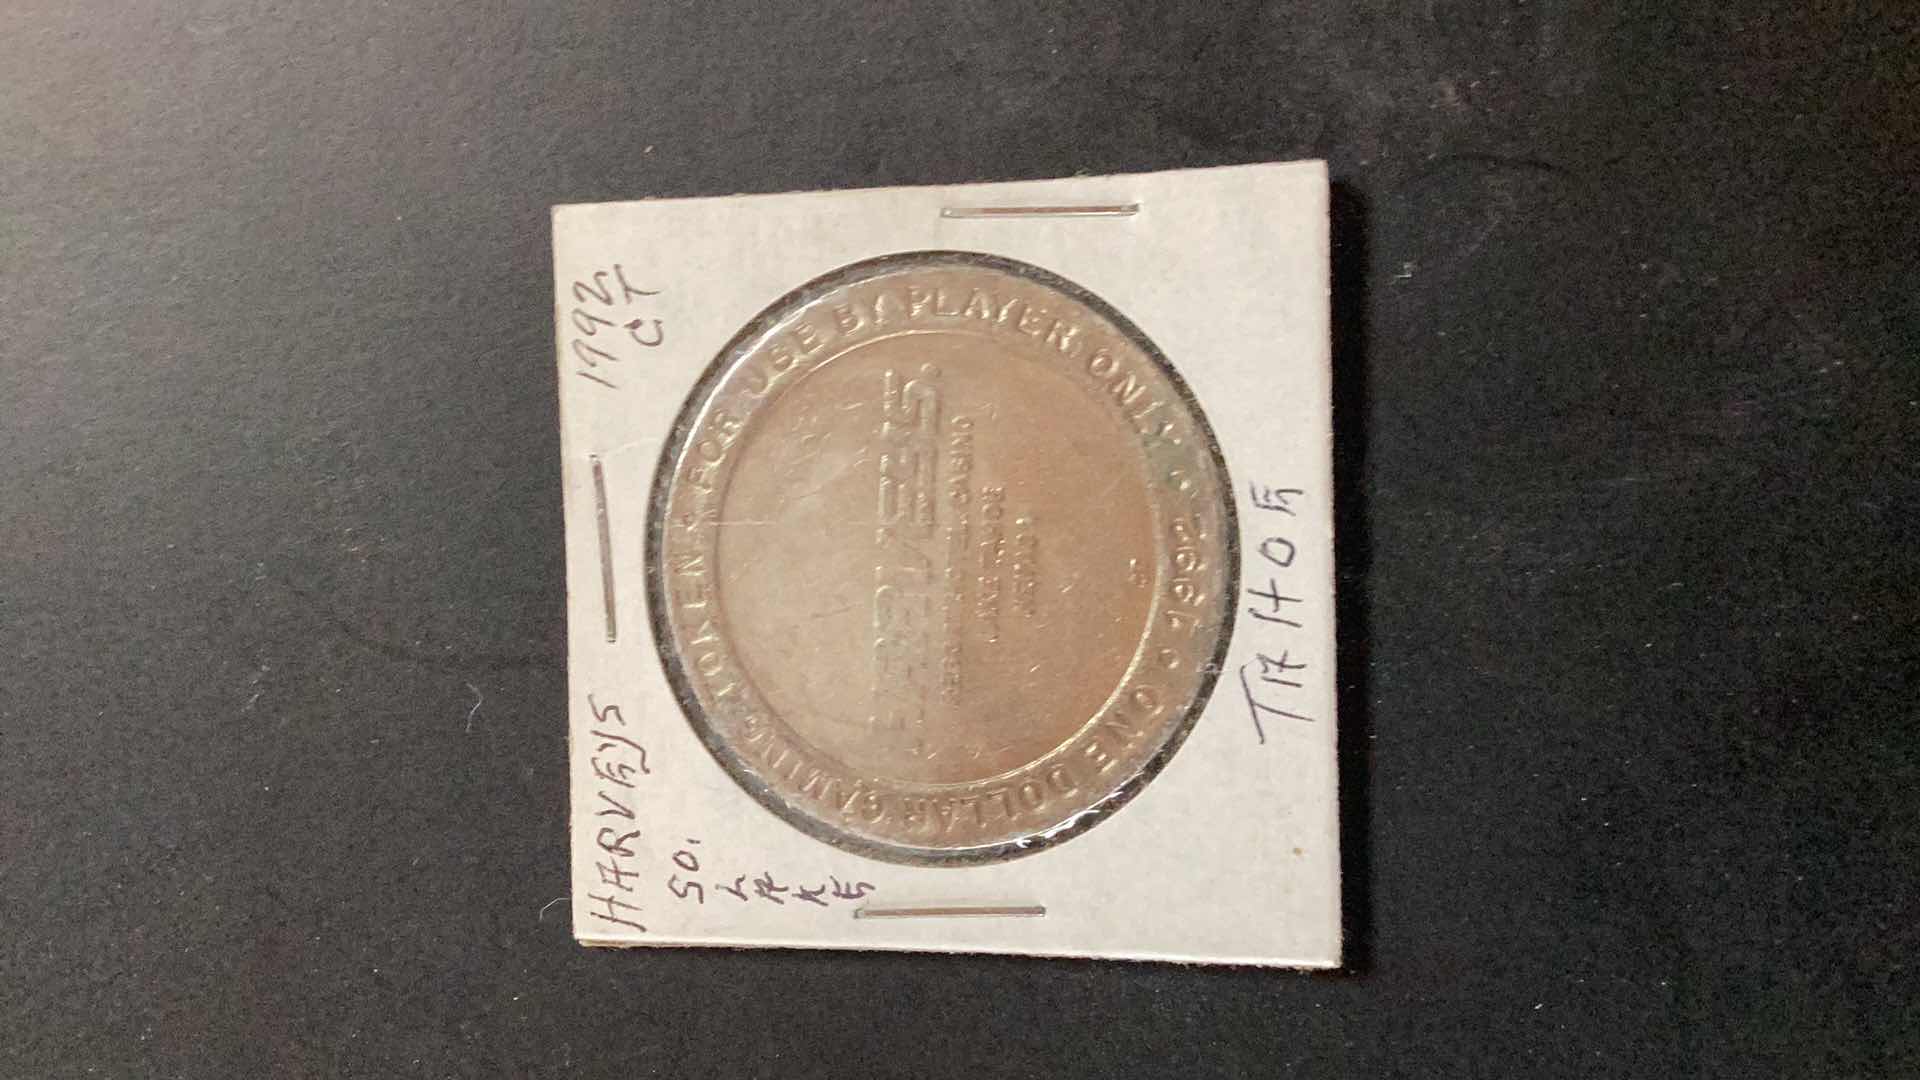 HARVEYS 1992
SO. CT
LAKE
TAHOE
FOR USE BY PLAYER ONLY
1992
ONE DOLLAR GAMING TOKEN
HARVEYS